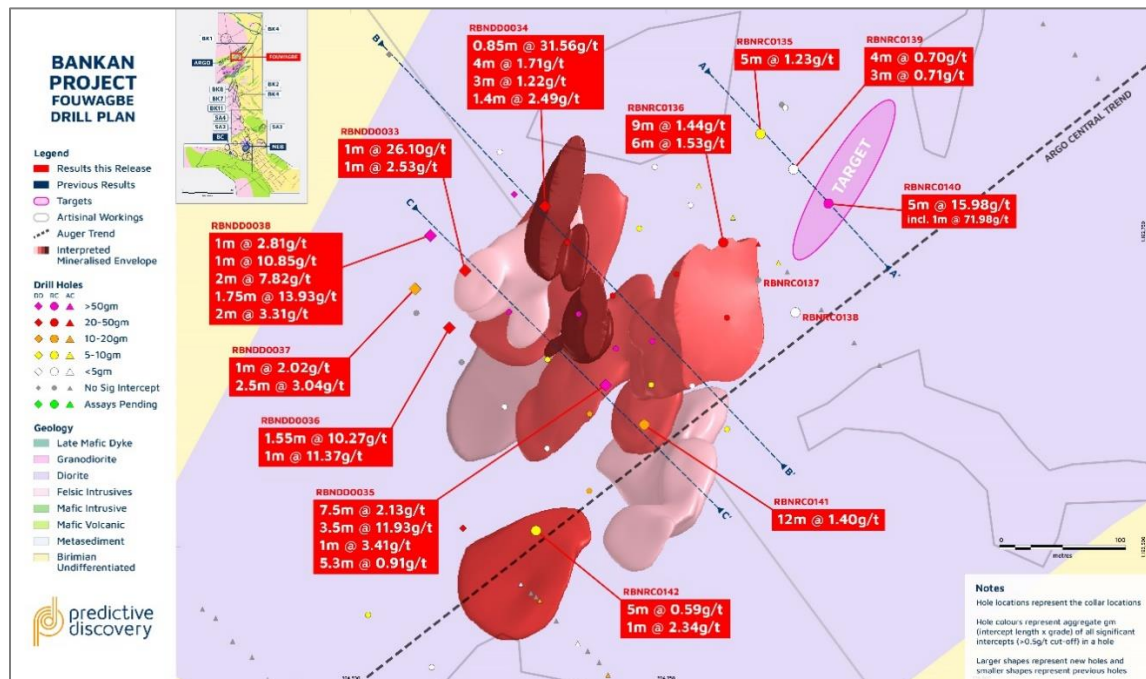 BANKAN
PROJECT
FOUWAGBE
DRILL PLAN
Legend
Results this Release
Previous Results
Targets
Artisinal Workings
Auger Trend
Interpreted
Mineralised Envelope
Drill Holes
DD RC AC
>50gm
20-50gm
10-20gm
5-10gm
<5gm
No Sig Intercept
Assays Pending
Geology
Late Mafic Dyke
Granodiorite
Diorite
Felsic Intrusives
Mafic Intrusive
Mafic Volcanic
Metasediment
Birimian
Undifferentiated
predictive
discovery
BK1
BK4
FOUWAGBE
ARGO
BK2
BC
NEB
RBNDD0034
0.85m @ 31.56g/t
4m @ 1.71g/t
3m @ 1.22g/t
1.4m @ 2.49g/t
RBNRC0135
5m @ 1.23g/t
RBNRC0139
4m @ 0.70g/t
3m @ 0.71g/t
RBNDD0033
1m @ 26.10g/t
1m @ 2.53g/t
RBNRC0136
9m @ 1.44g/t
6m @ 1.53g/t
RBNRC0140
5m @ 15.98g/t
incl. 1m @ 71.98g/t
TARGET
ARGO CENTRAL TREND
RBNDD0038
1m @ 2.81g/t
1m @ 10.85g/t
2m @ 7.82g/t
1.75m @ 13.93g/t
2m @ 3.31g/t
RBNRC0137
RBNRC0138
RBNDD0037
1m @ 2.02g/t
2.5m @ 3.04g/t
RBNDD0036
1.55m @ 10.27g/t
1m @ 11.37g/t
RBNDD0035
7.5m @ 2.13g/t
3.5m @ 11.93g/t
1m @ 3.41g/t
5.3m @ 0.91g/t
RBNRC0141
12m @ 1.40g/t
RBNRC0142
5m @ 0.59g/t
1m @ 2.34g/t
A
A'
B
B'
C
C'
0 100
metres
Notes
Hole locations represent the collar locations
Hole colours represent aggregate gm
(intercept length x grade) of all significant
intercepts (>0.5g/t cut-off) in a hole
Larger shapes represent new holes and
smaller shapes represent previous holes